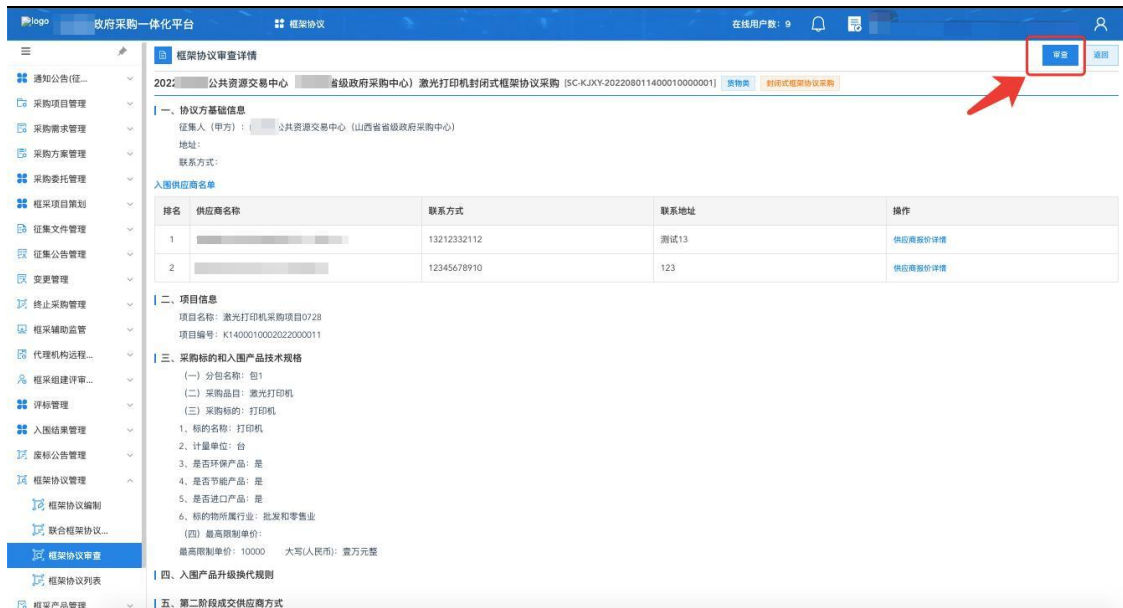 logo 政府采购一体化平台 框架协议 在线用户数：9
框架协议审查详情 审查 返回
2022 公共资源交易中心 省级政府采购中心）激光打印机封闭式框架协议采购 [SC-KJXY-20220801140001000001] 货物类 封闭式框架协议采购
通知公告(征...
采购项目管理
采购需求管理
采购方案管理
采购委托管理
框采项目策划
征集文件管理
征集公告管理
变更管理
终止采购管理
框采辅助监管
代理机构远程...
框采组建评审...
评标管理
入围结果管理
废标公告管理
框架协议管理
框架协议编制
联合框架协议...
框架协议审查
框架协议列表
框采产品管理
一、协议方基础信息
征集人（甲方）： 公共资源交易中心（山西省省级政府采购中心）
地址：
联系方式：
入围供应商名单
排名 供应商名称 联系方式 联系地址 操作
1 13212332112 测试13 供应商报价详情
2 12345678910 123 供应商报价详情
二、项目信息
项目名称：激光打印机采购项目0728
项目编号：K1400010002022000011
三、采购标的和入围产品技术规格
（一）分包名称：包1
（二）采购品目：激光打印机
（三）采购标的：打印机
1、标的名称：打印机
2、计量单位：台
3、是否环保产品：是
4、是否节能产品：是
5、是否进口产品：是
6、标的物所属行业：批发和零售业
（四）最高限制单价：
最高限制单价：10000 大写(人民币)：壹万元整
四、入围产品升级换代规则
五、第二阶段成交供应商方式